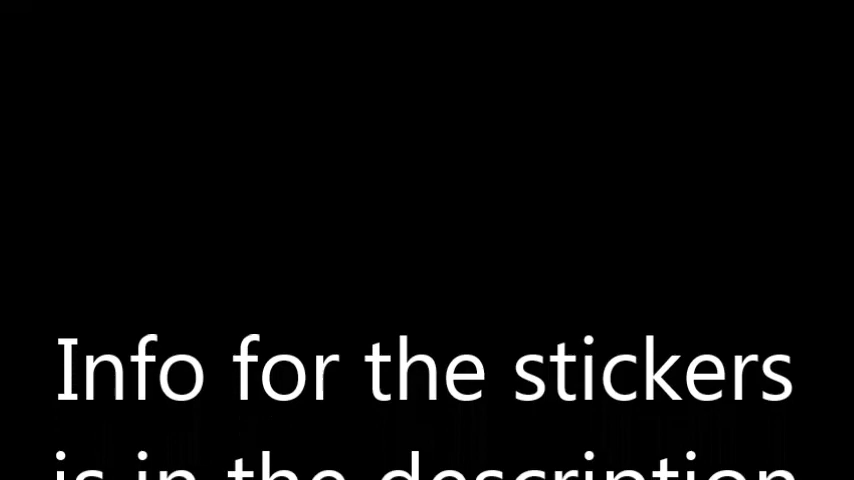 Info for the stickers
is in the description